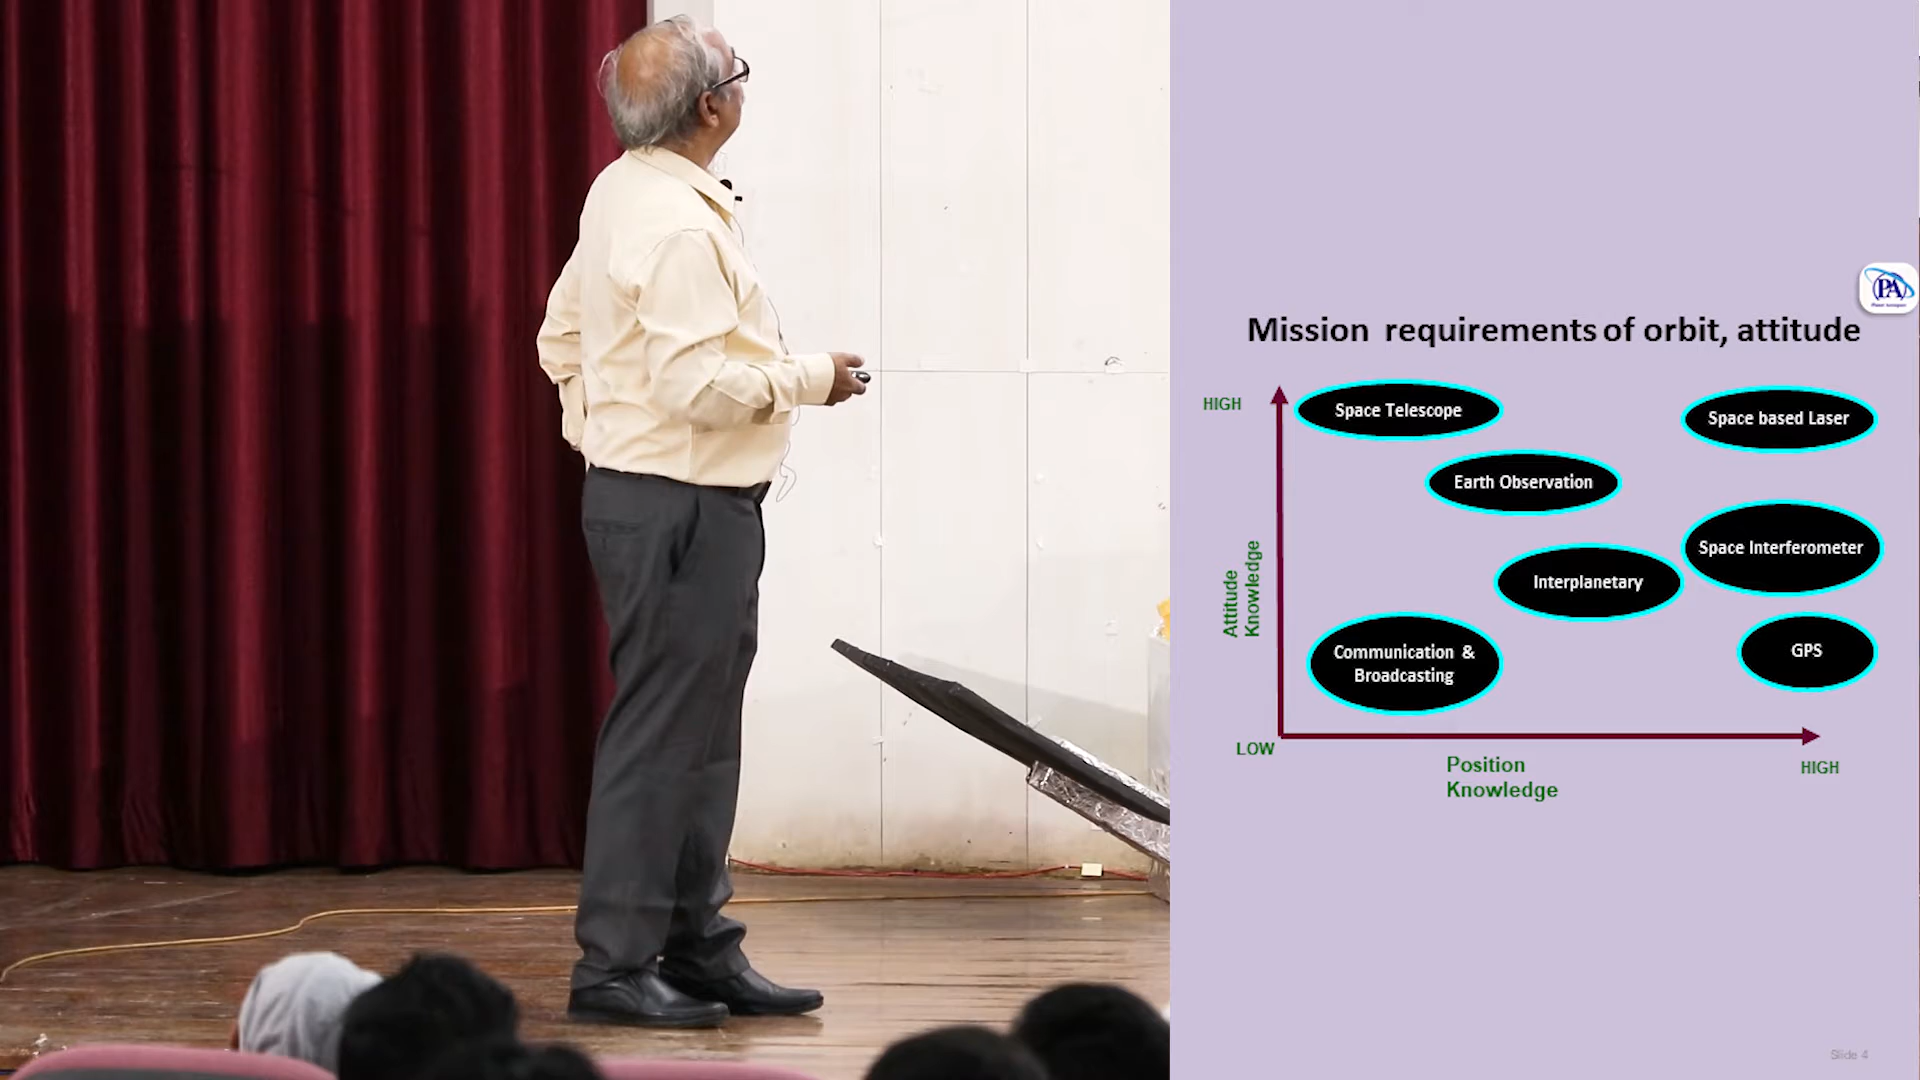 PA
Mission requirements of orbit, attitude
HIGH
Space Telescope
Space based Laser
Earth Observation
Attitude
Knowledge
Space Interferometer
Interplanetary
Communication &
Broadcasting
GPS
LOW
Position
Knowledge
HIGH
Slide 4